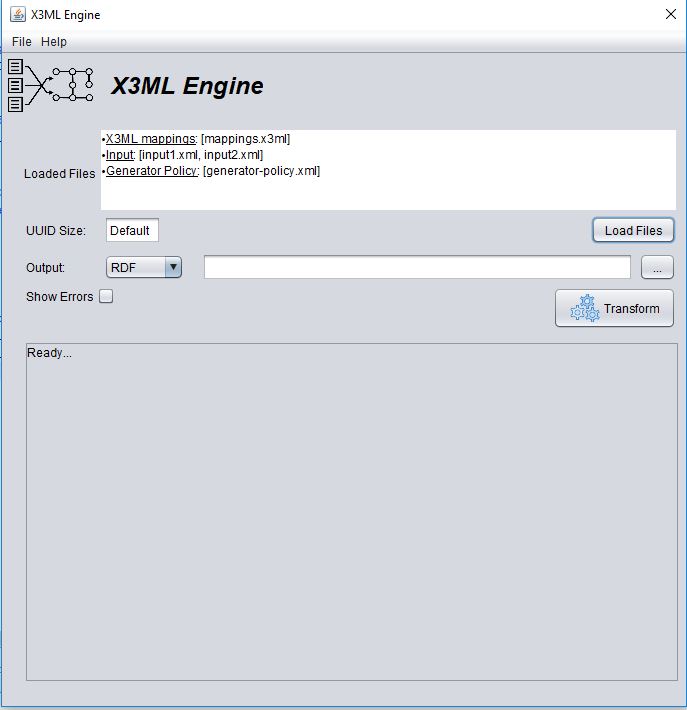 X3ML Engine
File Help
X3ML Engine
Loaded Files
•X3ML mappings: [mappings.x3ml]
•Input: [input1.xml, input2.xml]
•Generator Policy: [generator-policy.xml]
UUID Size: Default Load Files
Output: RDF ...
Show Errors Transform
Ready...